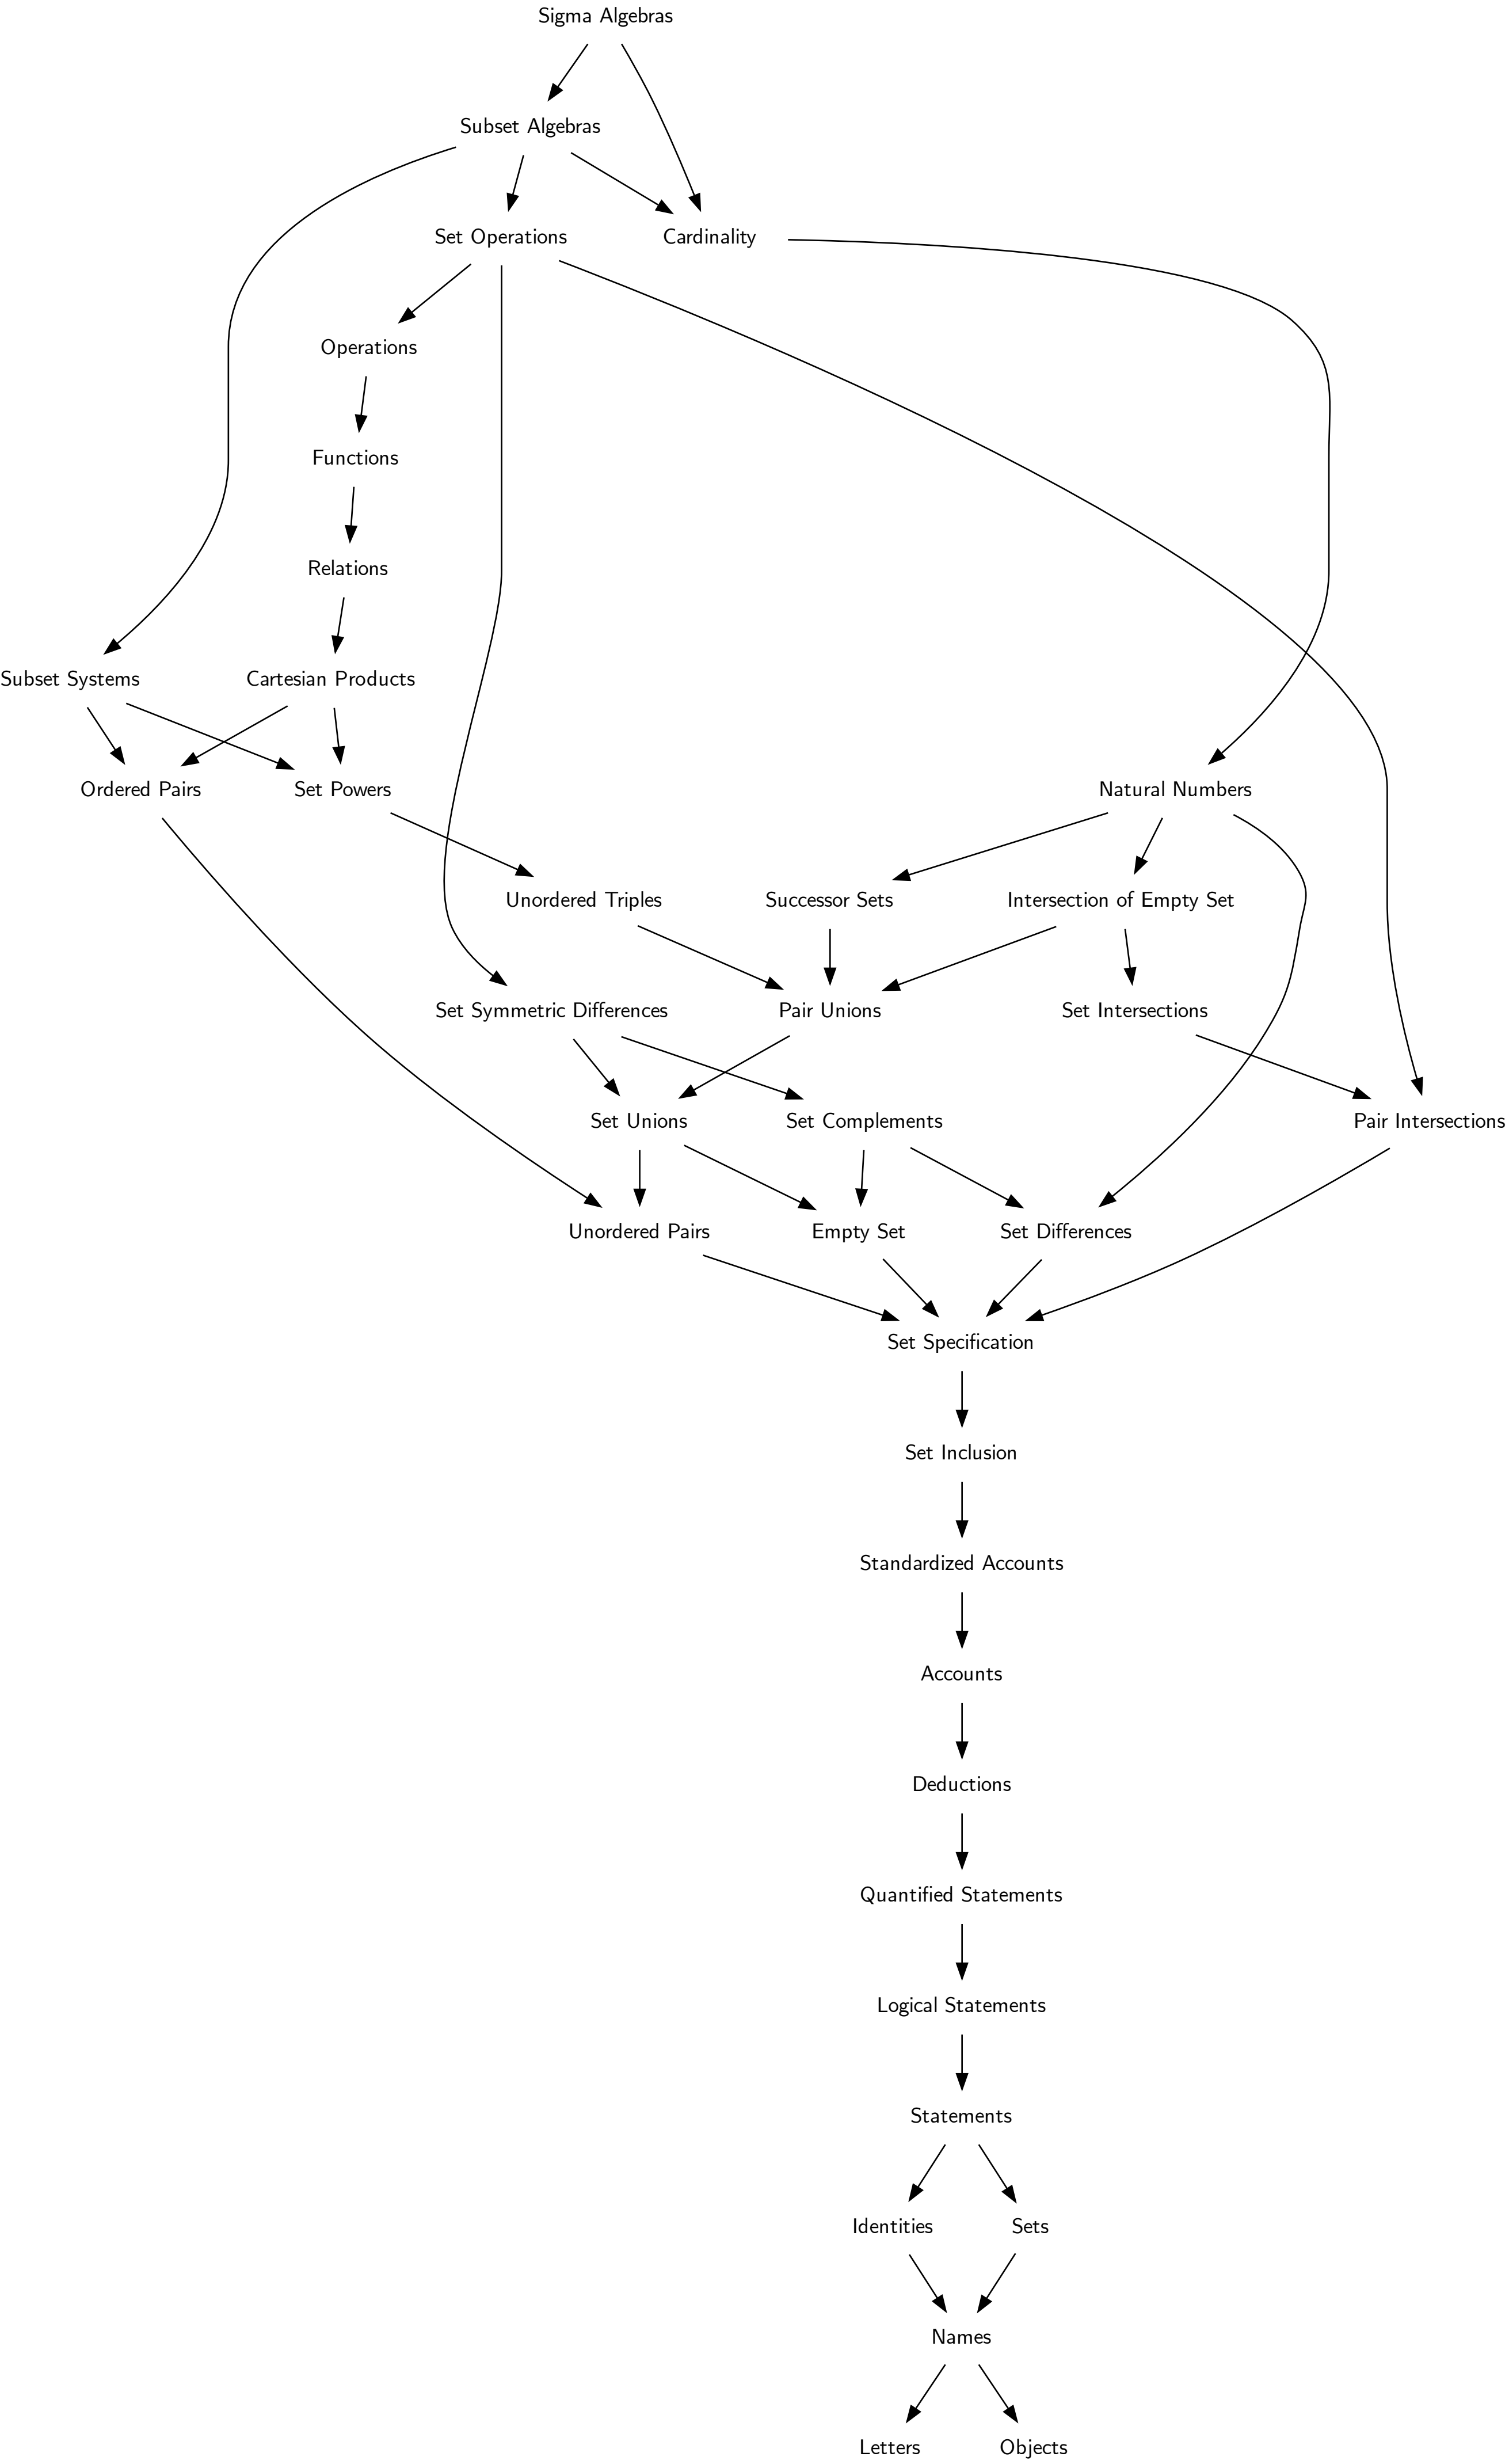 Sigma Algebras
Subset Algebras
Set Operations
Cardinality
Operations
Functions
Relations
Subset Systems
Cartesian Products
Ordered Pairs
Set Powers
Natural Numbers
Unordered Triples
Successor Sets
Intersection of Empty Set
Set Symmetric Differences
Pair Unions
Set Intersections
Set Unions
Set Complements
Pair Intersections
Unordered Pairs
Empty Set
Set Differences
Set Specification
Set Inclusion
Standardized Accounts
Accounts
Deductions
Quantified Statements
Logical Statements
Statements
Identities
Sets
Names
Letters
Objects